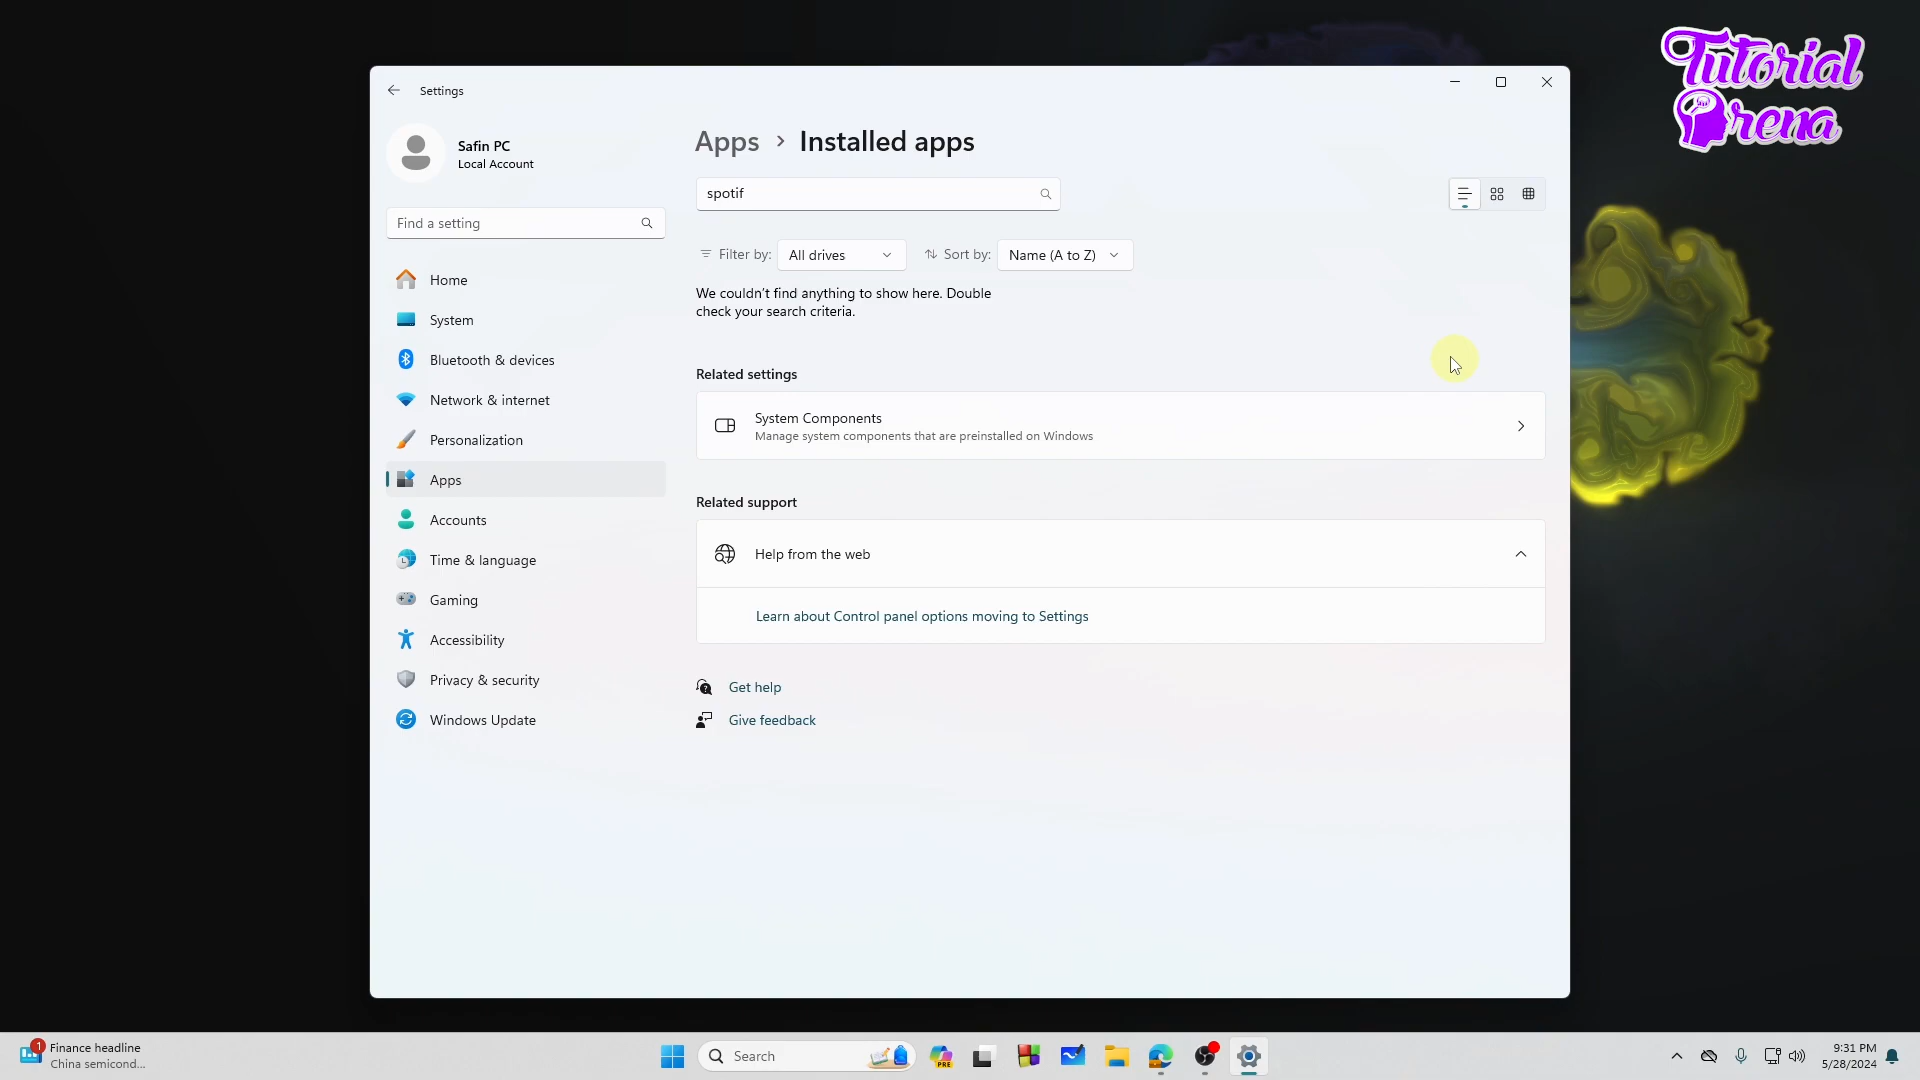 Tutorial
Arena
Settings
Safin PC
Local Account
Find a setting
Home
System
Bluetooth & devices
Network & internet
Personalization
Apps
Accounts
Time & language
Gaming
Accessibility
Privacy & security
Windows Update
Apps > Installed apps
spotif
Filter by: All drives
Sort by: Name (A to Z)
We couldn't find anything to show here. Double
check your search criteria.
Related settings
System Components
Manage system components that are preinstalled on Windows
Related support
Help from the web
Learn about Control panel options moving to Settings
Get help
Give feedback
1
Finance headline
China semicond...
Search
PRE
9:31 PM
5/28/2024